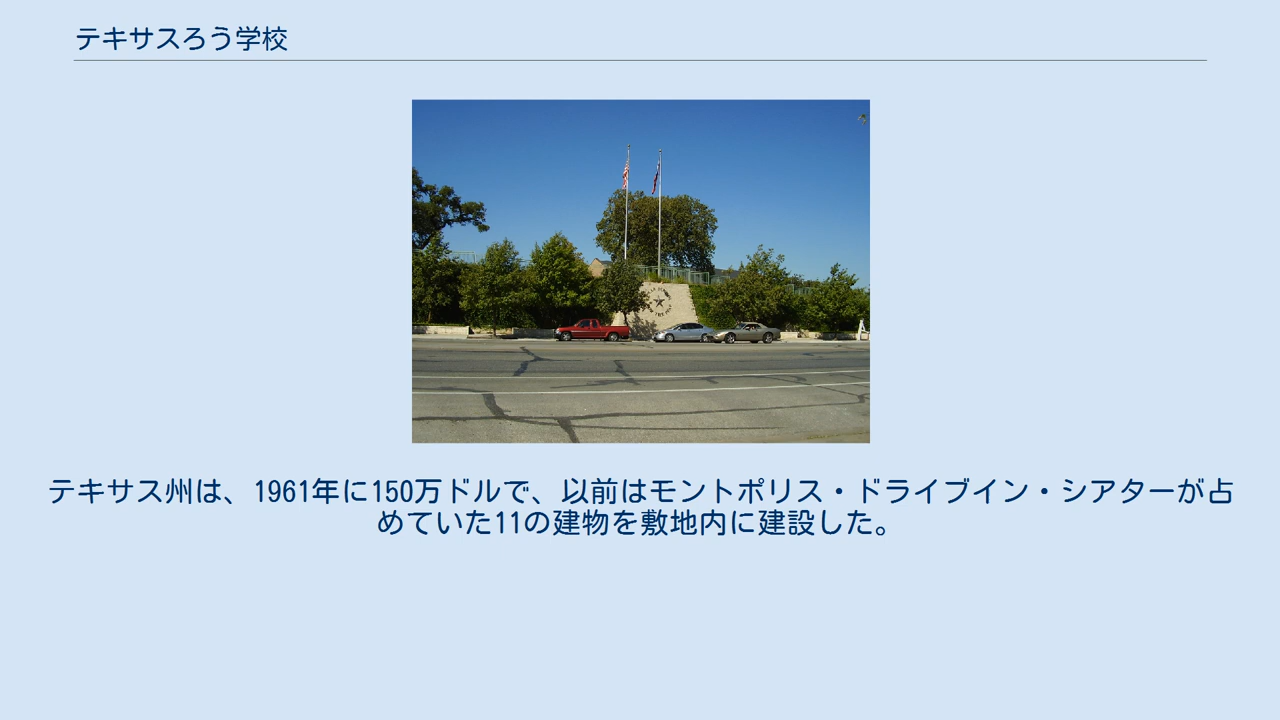 テキサスろう学校
テキサス州は、1961年に150万ドルで、以前はモントポリス・ドライブイン・シアターが占
めていた11の建物を敷地内に建設した。